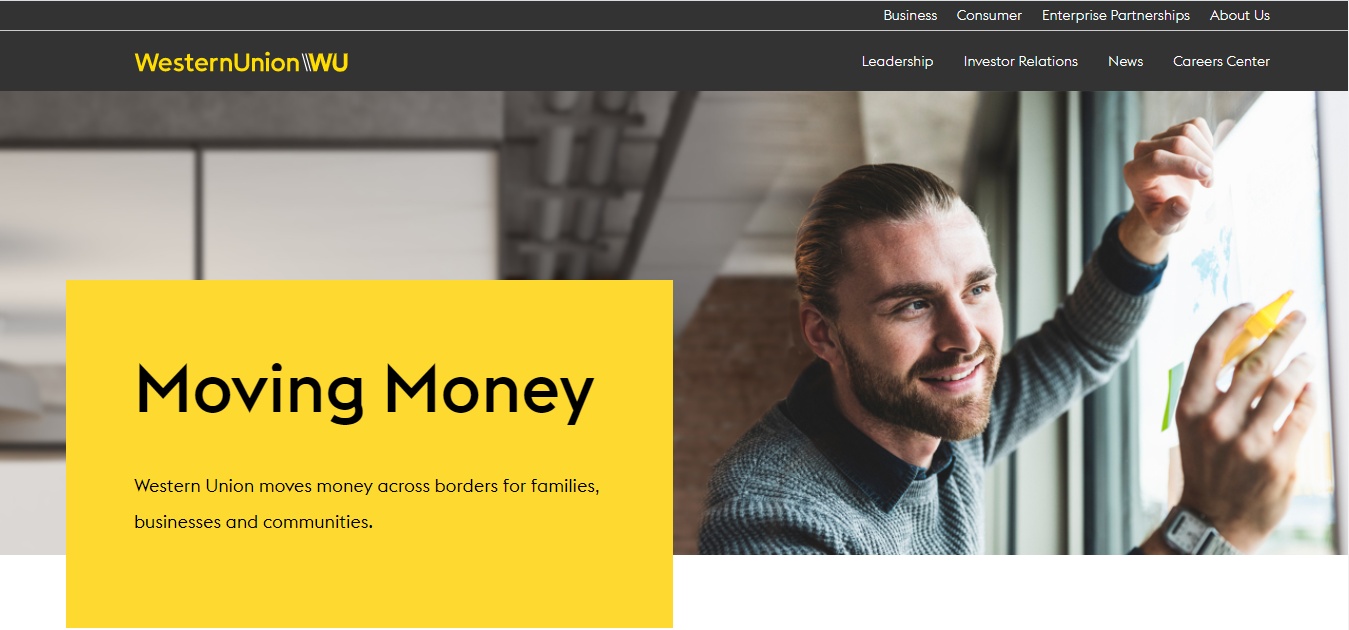 Business Consumer Enterprise Partnerships About Us
WesternUnion\\WU Leadership Investor Relations News Careers Center
Moving Money
Western Union moves money across borders for families,
businesses and communities.